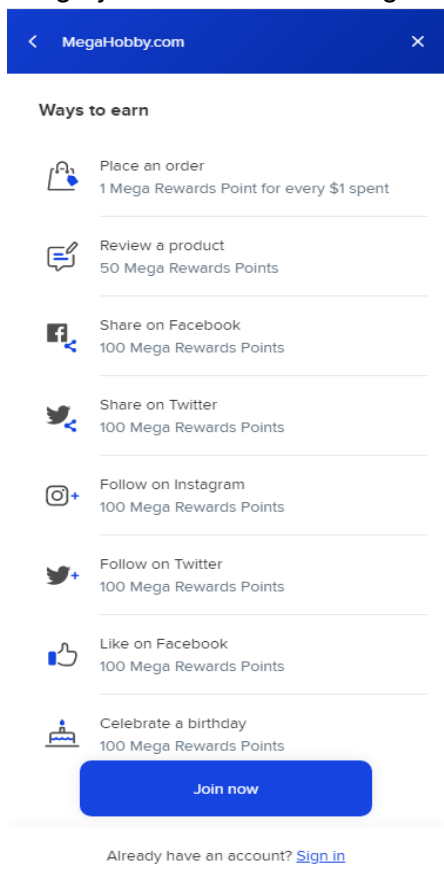 MegaHobby.com
Ways to earn
Place an order
1 Mega Rewards Point for every $1 spent
Review a product
50 Mega Rewards Points
Share on Facebook
100 Mega Rewards Points
Share on Twitter
100 Mega Rewards Points
Follow on Instagram
100 Mega Rewards Points
Follow on Twitter
100 Mega Rewards Points
Like on Facebook
100 Mega Rewards Points
Celebrate a birthday
100 Mega Rewards Points
Join now
Already have an account? Sign in